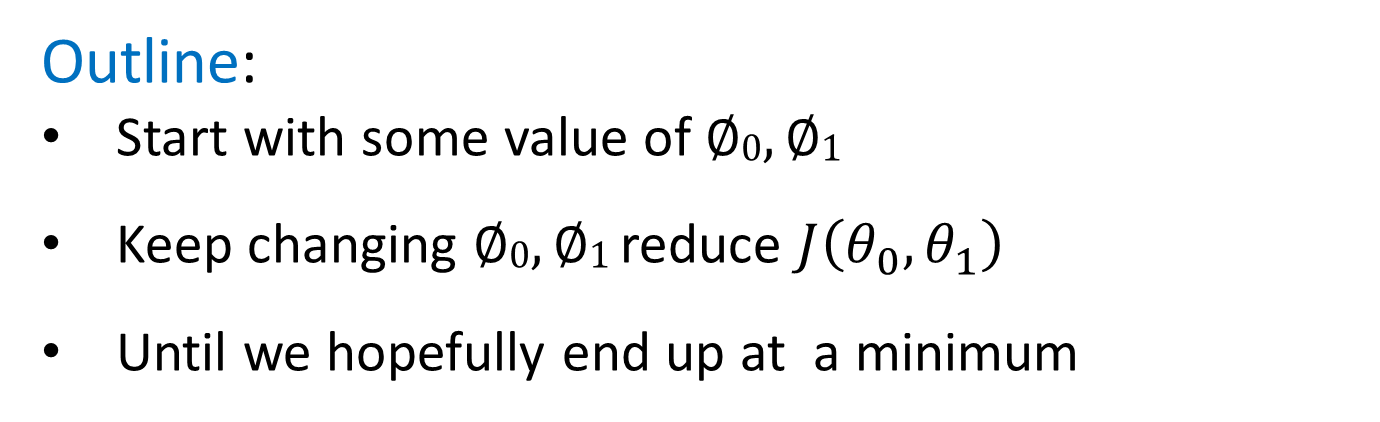 Outline:
• Start with some value of ∅₀, ∅₁
• Keep changing ∅₀, ∅₁ reduce J(θ₀, θ₁)
• Until we hopefully end up at a minimum